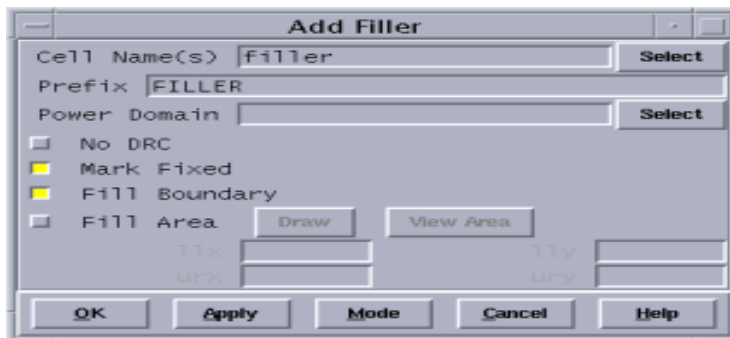 Add Filler
Cell Name(s) filler Select
Prefix FILLER
Power Domain Select
No DRC
Mark Fixed
Fill Boundary
Fill Area Draw View Area
llx lly
urx ury
OK Apply Mode Cancel Help